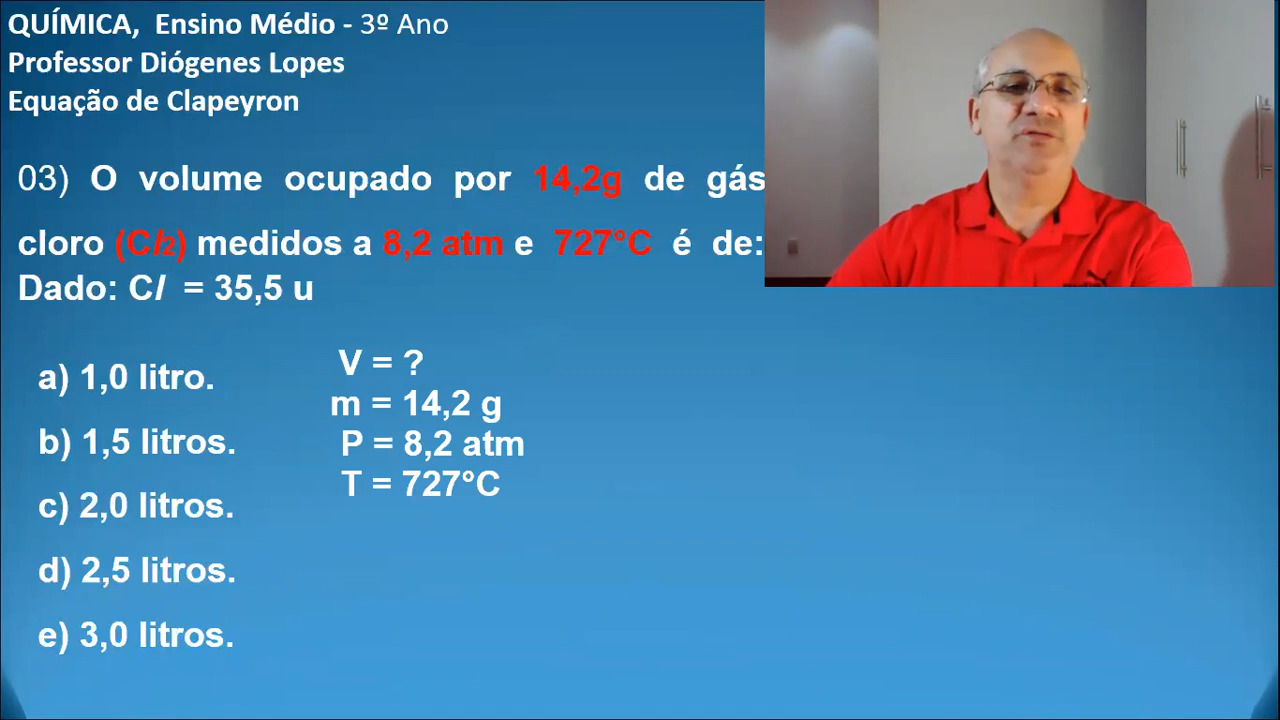 QUÍMICA, Ensino Médio - 3º Ano
Professor Diógenes Lopes
Equação de Clapeyron
03) O volume ocupado por 14,2g de gás
cloro (Cl2) medidos a 8,2 atm e 727°C é de:
Dado: Cl = 35,5 u
a) 1,0 litro.
b) 1,5 litros.
c) 2,0 litros.
d) 2,5 litros.
e) 3,0 litros.
V = ?
m = 14,2 g
P = 8,2 atm
T = 727°C